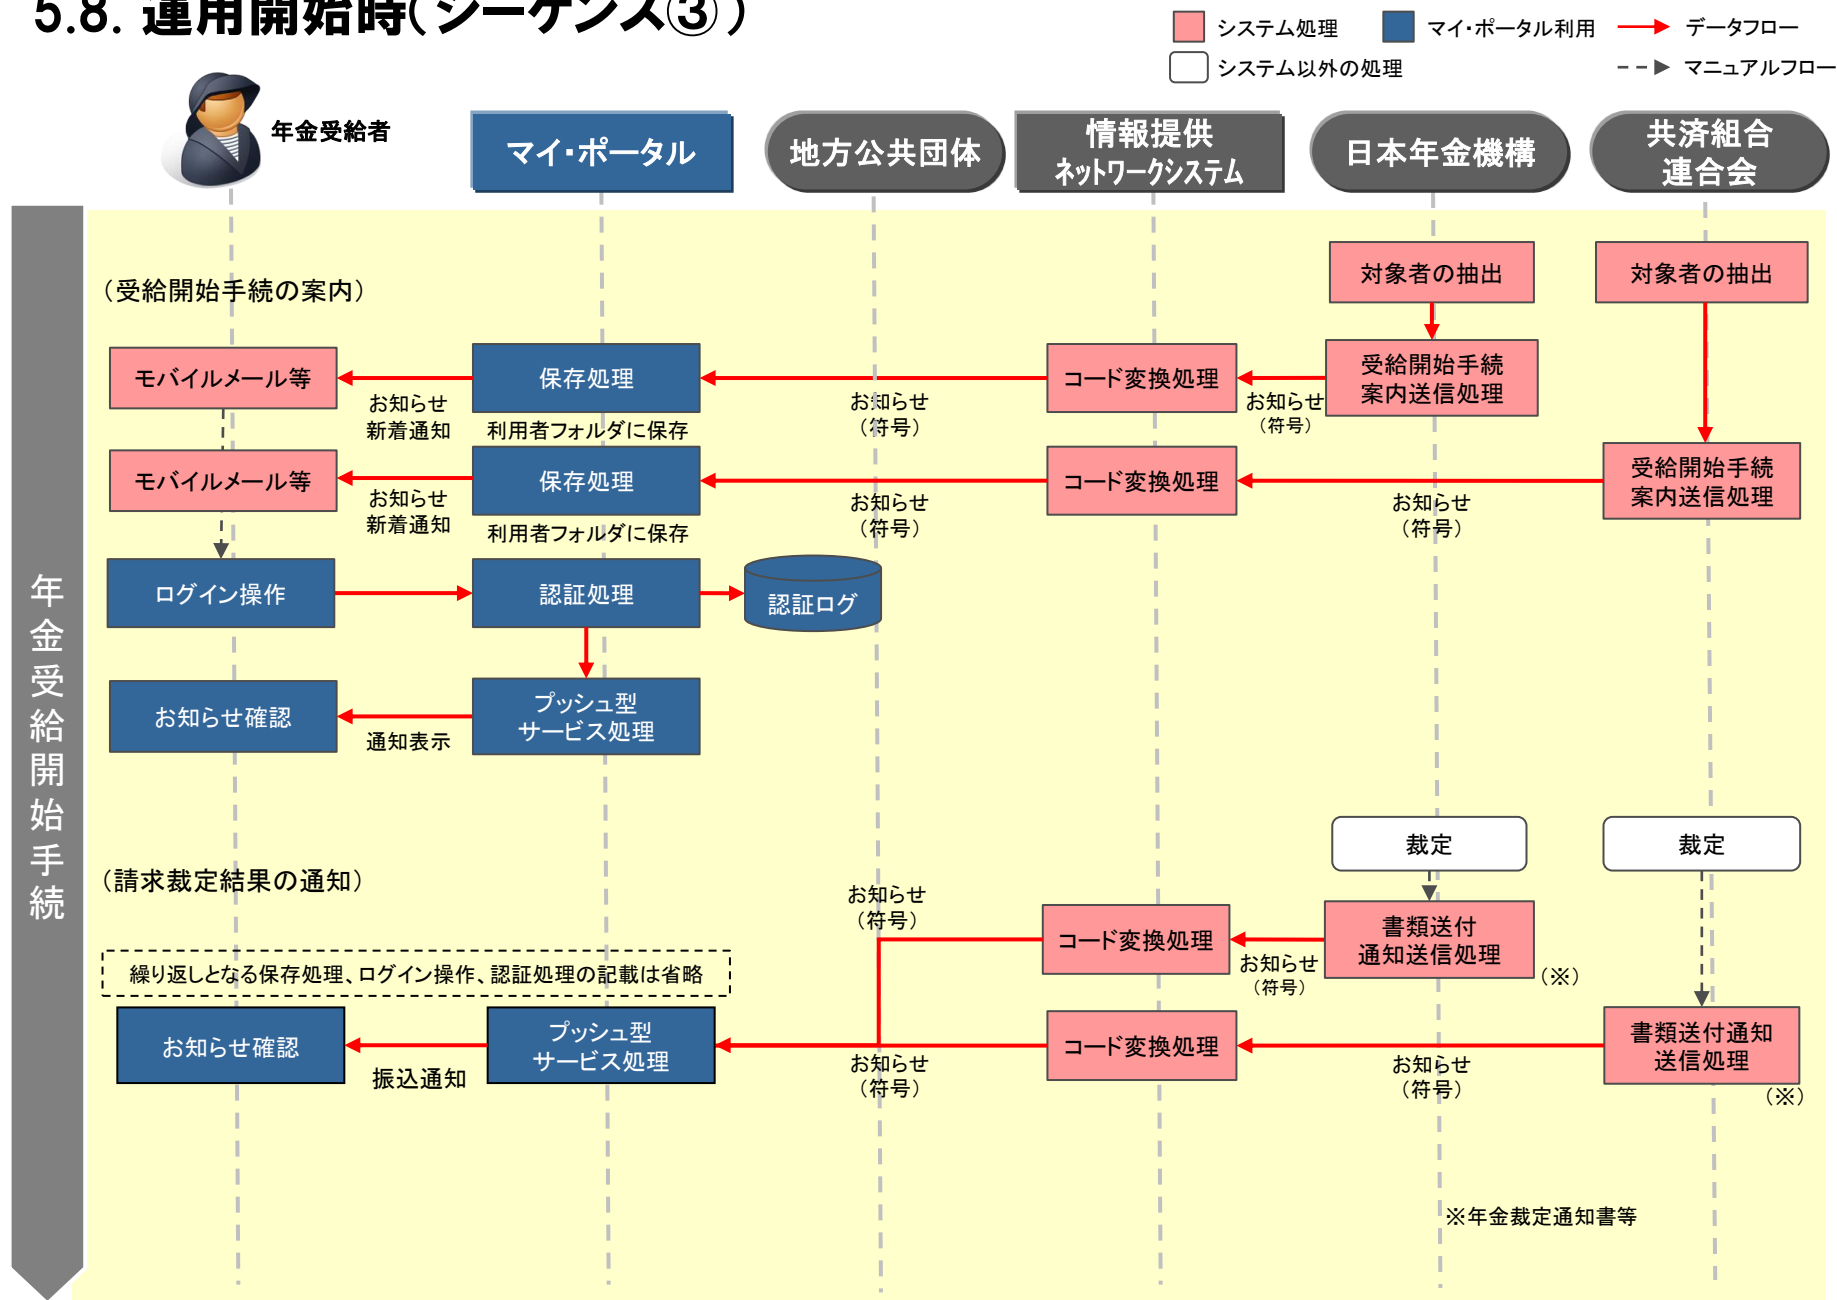 5.8. 運用開始時(シーケンス③)
システム処理
マイ・ポータル利用
データフロー
システム以外の処理
マニュアルフロー
年金受給者
マイ・ポータル
地方公共団体
情報提供
ネットワークシステム
日本年金機構
共済組合
連合会
年金受給開始手続
（受給開始手続の案内）
対象者の抽出
対象者の抽出
モバイルメール等
お知らせ
新着通知
保存処理
利用者フォルダに保存
お知らせ
（符号）
コード変換処理
お知らせ
（符号）
受給開始手続
案内送信処理
モバイルメール等
お知らせ
新着通知
保存処理
利用者フォルダに保存
お知らせ
（符号）
コード変換処理
お知らせ
（符号）
受給開始手続
案内送信処理
ログイン操作
認証処理
認証ログ
お知らせ確認
通知表示
プッシュ型
サービス処理
裁定
裁定
（請求裁定結果の通知）
お知らせ
（符号）
コード変換処理
お知らせ
（符号）
書類送付
通知送信処理
（※）
繰り返しとなる保存処理、ログイン操作、認証処理の記載は省略
お知らせ確認
振込通知
プッシュ型
サービス処理
お知らせ
（符号）
コード変換処理
お知らせ
（符号）
書類送付通知
送信処理
（※）
※年金裁定通知書等